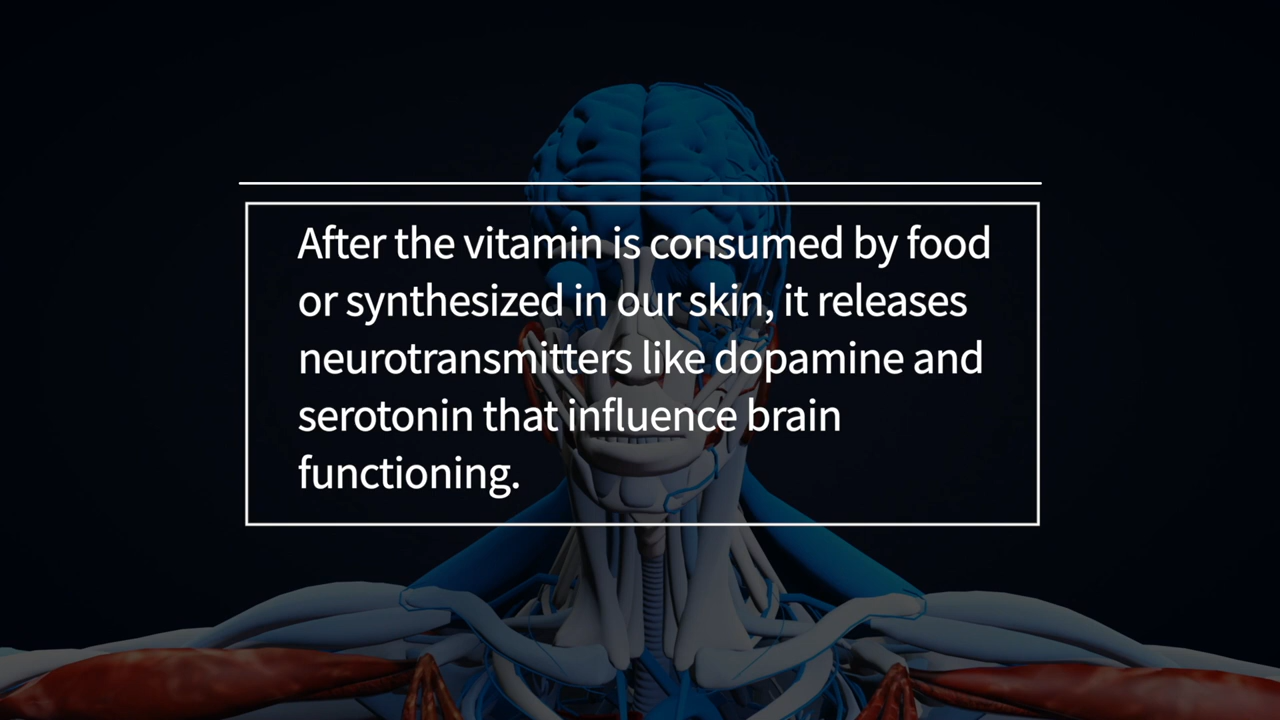 After the vitamin is consumed by food
or synthesized in our skin, it releases
neurotransmitters like dopamine and
serotonin that influence brain
functioning.